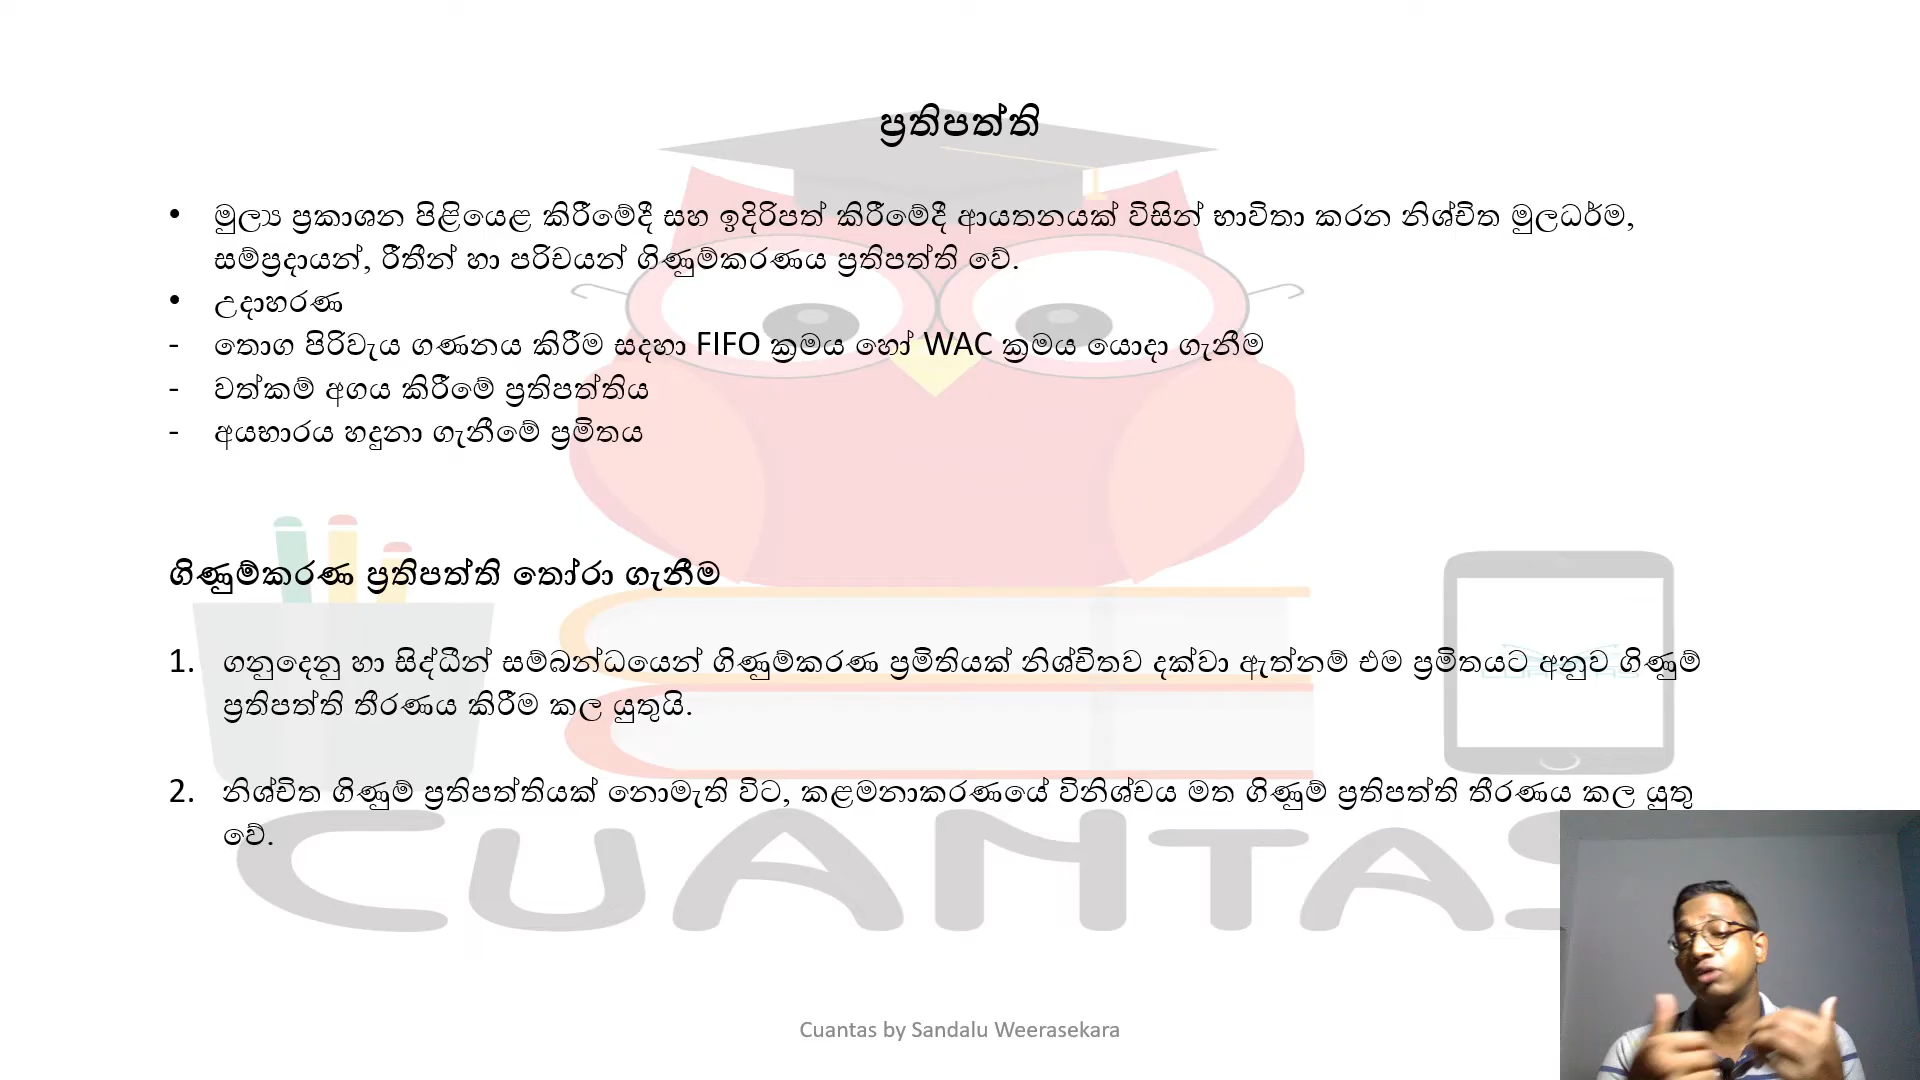 ප්‍රතිපත්ති
• මුල්‍ය ප්‍රකාශන පිළියෙළ කිරීමේදී සහ ඉදිරිපත් කිරීමේදී ආයතනයක් විසින් භාවිතා කරන නිශ්චිත මුලධර්ම,
සම්ප්‍රදායන්, රීතීන් හා පරිචයන් ගිණුම්කරණය ප්‍රතිපත්ති වේ.
• උදාහරණ
- තොග පිරිවැය ගණනය කිරීම සදහා FIFO ක්‍රමය හෝ WAC ක්‍රමය යොදා ගැනීම
- වත්කම් අගය කිරීමේ ප්‍රතිපත්තිය
- අයභාරය හදුනා ගැනීමේ ප්‍රමිතය
ගිණුම්කරණ ප්‍රතිපත්ති තෝරා ගැනීම
1. ගනුදෙනු හා සිද්ධීන් සම්බන්ධයෙන් ගිණුම්කරණ ප්‍රමිතියක් නිශ්චිතව දක්වා ඇත්නම් එම ප්‍රමිතයට අනුව ගිණුම්
ප්‍රතිපත්ති තීරණය කිරීම කල යුතුයි.
2. නිශ්චිත ගිණුම් ප්‍රතිපත්තියක් නොමැති විට, කළමනාකරණයේ විනිශ්චය මත ගිණුම් ප්‍රතිපත්ති තීරණය කල යුතු
වේ.
CUANTAS
Cuantas by Sandalu Weerasekara